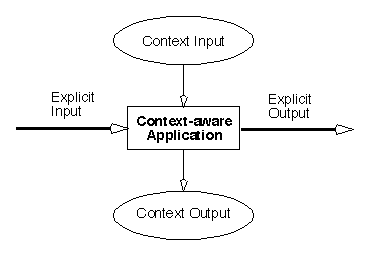 Context Input
Explicit
Input
Context-aware
Application
Explicit
Output
Context Output